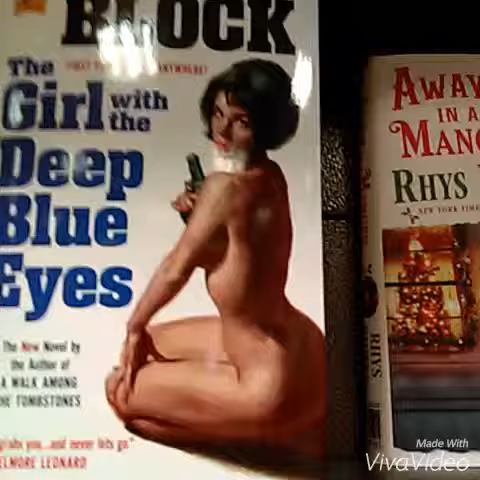 BLOCK
The
Girl with
the
Deep
Blue
Eyes
The New Novel by
the Author of
A WALK AMONG
THE TOMBSTONES
grabs you...and never lets go."
ELMORE LEONARD
AWAY
IN A
MANG
RHYS
NEW YORK TIME
RHYS
Made With
VivaVideo